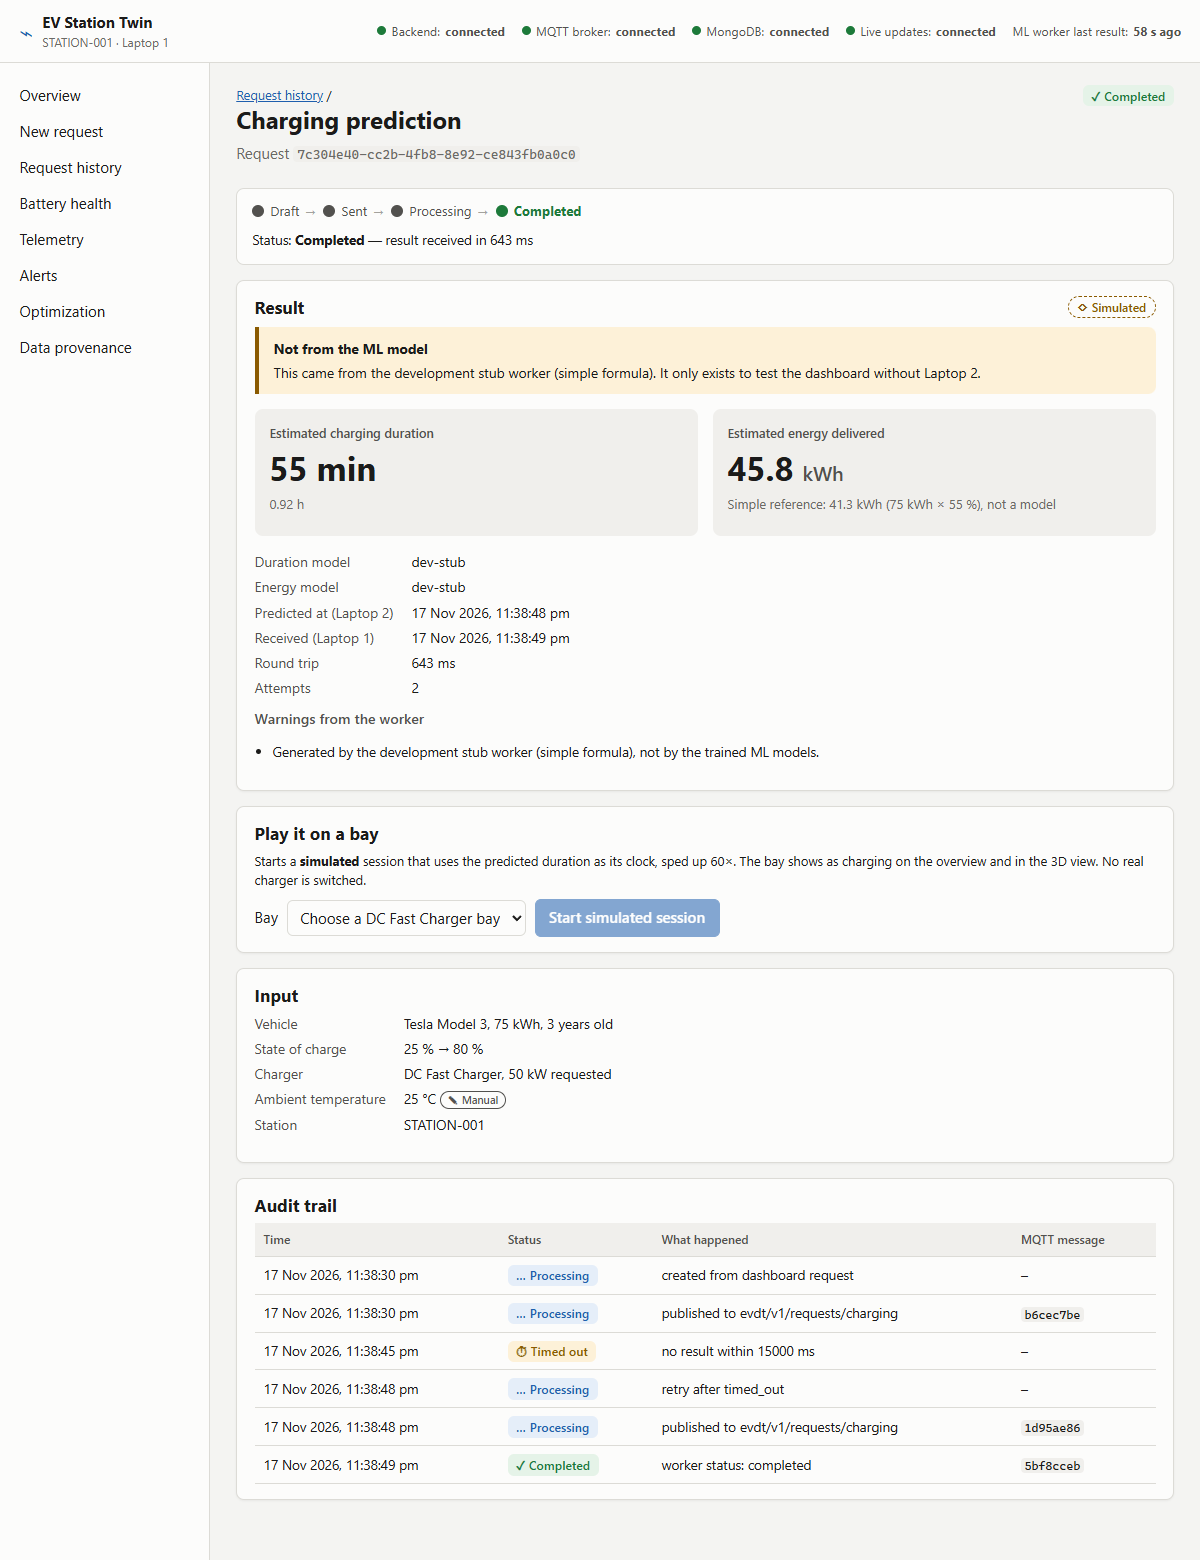 EV Station Twin
STATION-001 · Laptop 1
Backend: connected
MQTT broker: connected
MongoDB: connected
Live updates: connected
ML worker last result: 58 s ago
Overview
New request
Request history
Battery health
Telemetry
Alerts
Optimization
Data provenance
Request history /
✓ Completed
Charging prediction
Request 7c304e40-cc2b-4fb8-8e92-ce843fb0a0c0
Draft → Sent → Processing → Completed
Status: Completed — result received in 643 ms
Result
Simulated
Not from the ML model
This came from the development stub worker (simple formula). It only exists to test the dashboard without Laptop 2.
Estimated charging duration
55 min
0.92 h
Estimated energy delivered
45.8 kWh
Simple reference: 41.3 kWh (75 kWh × 55 %), not a model
Duration model dev-stub
Energy model dev-stub
Predicted at (Laptop 2) 17 Nov 2026, 11:38:48 pm
Received (Laptop 1) 17 Nov 2026, 11:38:49 pm
Round trip 643 ms
Attempts 2
Warnings from the worker
• Generated by the development stub worker (simple formula), not by the trained ML models.
Play it on a bay
Starts a simulated session that uses the predicted duration as its clock, sped up 60×. The bay shows as charging on the overview and in the 3D view. No real
charger is switched.
Bay Choose a DC Fast Charger bay Start simulated session
Input
Vehicle Tesla Model 3, 75 kWh, 3 years old
State of charge 25 % → 80 %
Charger DC Fast Charger, 50 kW requested
Ambient temperature 25 °C Manual
Station STATION-001
Audit trail
Time Status What happened MQTT message
17 Nov 2026, 11:38:30 pm … Processing created from dashboard request –
17 Nov 2026, 11:38:30 pm … Processing published to evdt/v1/requests/charging b6cec7be
17 Nov 2026, 11:38:45 pm Timed out no result within 15000 ms –
17 Nov 2026, 11:38:48 pm … Processing retry after timed_out –
17 Nov 2026, 11:38:48 pm … Processing published to evdt/v1/requests/charging 1d95ae86
17 Nov 2026, 11:38:49 pm ✓ Completed worker status: completed 5bf8cceb